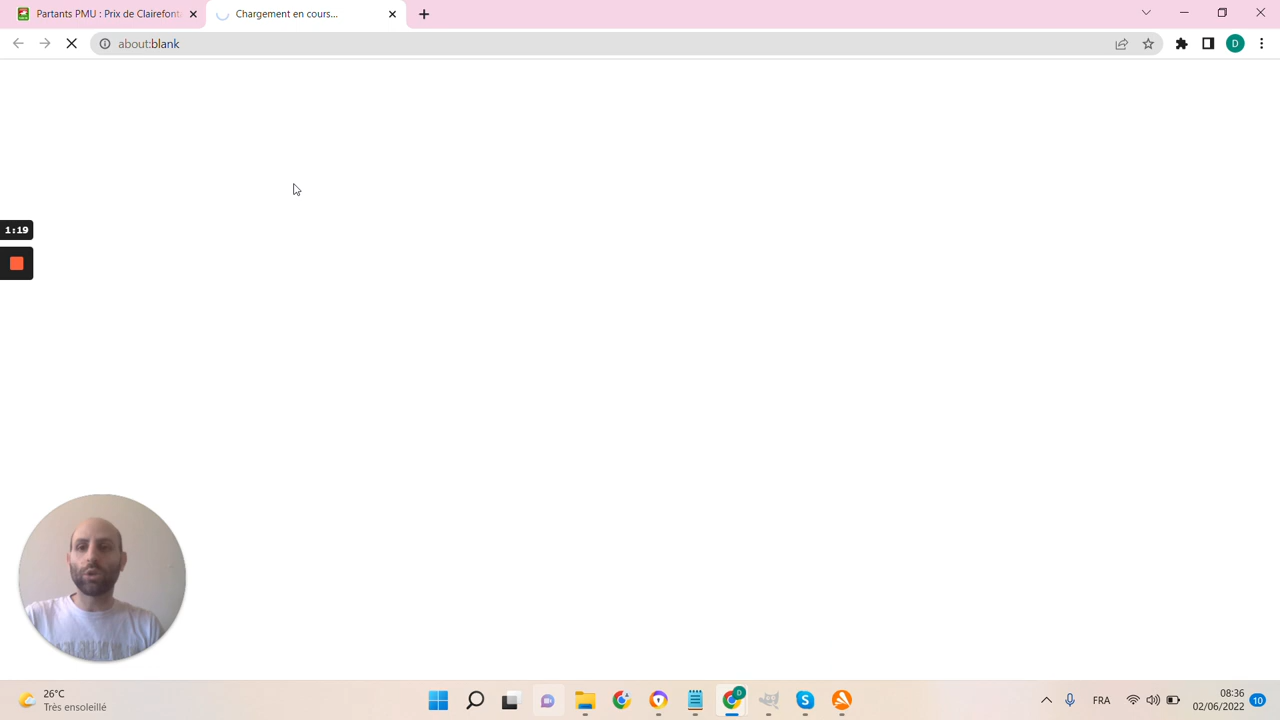 Partants PMU : Prix de Clairefont
Chargement en cours...
about:blank
D
1:19
26°C
Très ensoleillé
D
S
FRA
08:36
02/06/2022
10